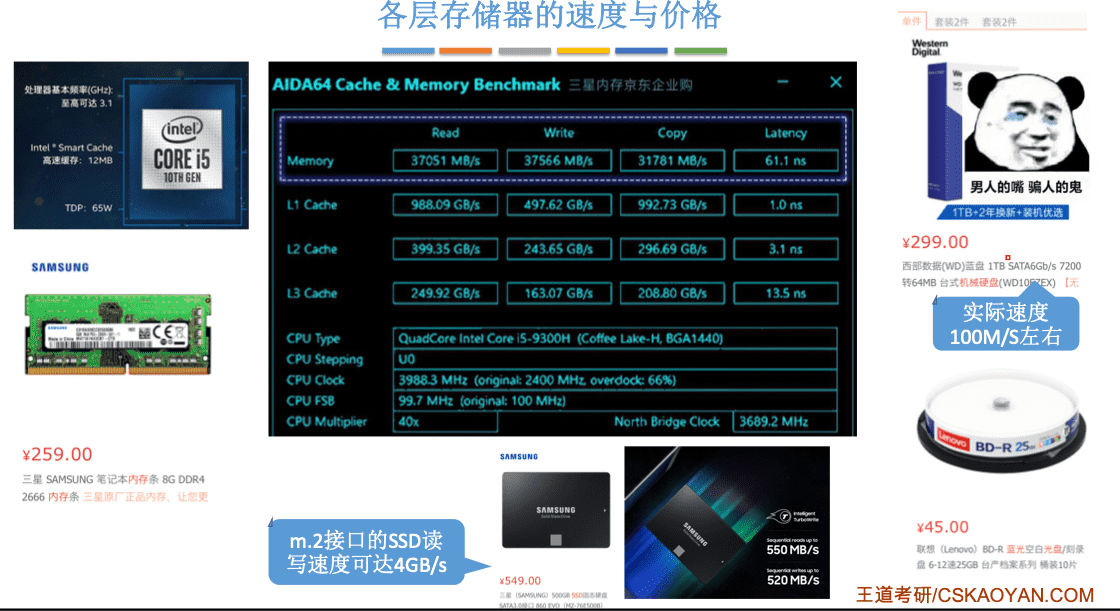 各层存储器的速度与价格
处理器基本频率(GHz):
至高可达 3.1
Intel® Smart Cache
高速缓存: 12MB
TDP: 65W
intel
CORE i5
10TH GEN
AIDA64 Cache & Memory Benchmark 三星内存京东企业购
Read Write Copy Latency
Memory 37051 MB/s 37566 MB/s 31781 MB/s 61.1 ns
L1 Cache 988.09 GB/s 497.62 GB/s 992.73 GB/s 1.0 ns
L2 Cache 399.35 GB/s 243.65 GB/s 296.69 GB/s 3.1 ns
L3 Cache 249.92 GB/s 163.07 GB/s 208.80 GB/s 13.5 ns
CPU Type QuadCore Intel Core i5-9300H (Coffee Lake-H, BGA1440)
CPU Stepping U0
CPU Clock 3988.3 MHz (original: 2400 MHz, overclock: 66%)
CPU FSB 99.7 MHz (original: 100 MHz)
CPU Multiplier 40x North Bridge Clock 3689.2 MHz
单件 套装2件 套装2件
Western
Digital
男人的嘴 骗人的鬼
1TB+2年换新+装机优选
¥299.00
西部数据(WD)蓝盘 1TB SATA6Gb/s 7200
转64MB 台式机械硬盘(WD10EZEX) 【无
实际速度
100M/S左右
SAMSUNG
SAMSUNG
¥259.00
三星 SAMSUNG 笔记本内存条 8G DDR4
2666 内存条 三星原厂正品内存，让您更
m.2接口的SSD读
写速度可达4GB/s
SAMSUNG
SAMSUNG
Solid State Drive
¥549.00
三星（SAMSUNG）500GB SSD固态硬盘
SATA3.0接口 860 EVO（MZ-76E500B）
SAMSUNG
Intelligent
TurboWrite
Sequential reads up to
550 MB/s
Sequential writes up to
520 MB/s
Lenovo BD-R 25GB
¥45.00
联想（Lenovo）BD-R 蓝光空白光盘/刻录
盘 6-12速25GB 台产档案系列 桶装10片
王道考研/CSKAOYAN.COM